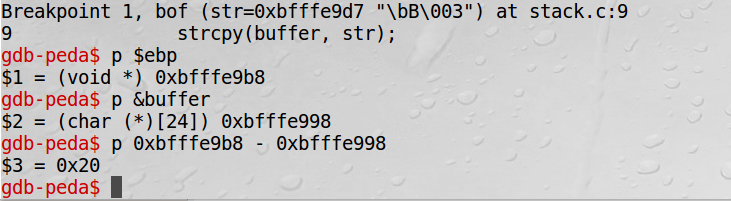 Breakpoint 1, bof (str=0xbfffe9d7 "\bB\003") at stack.c:9
9               strcpy(buffer, str);
gdb-peda$ p $ebp
$1 = (void *) 0xbfffe9b8
gdb-peda$ p &buffer
$2 = (char (*)[24]) 0xbfffe998
gdb-peda$ p 0xbfffe9b8 - 0xbfffe998
$3 = 0x20
gdb-peda$